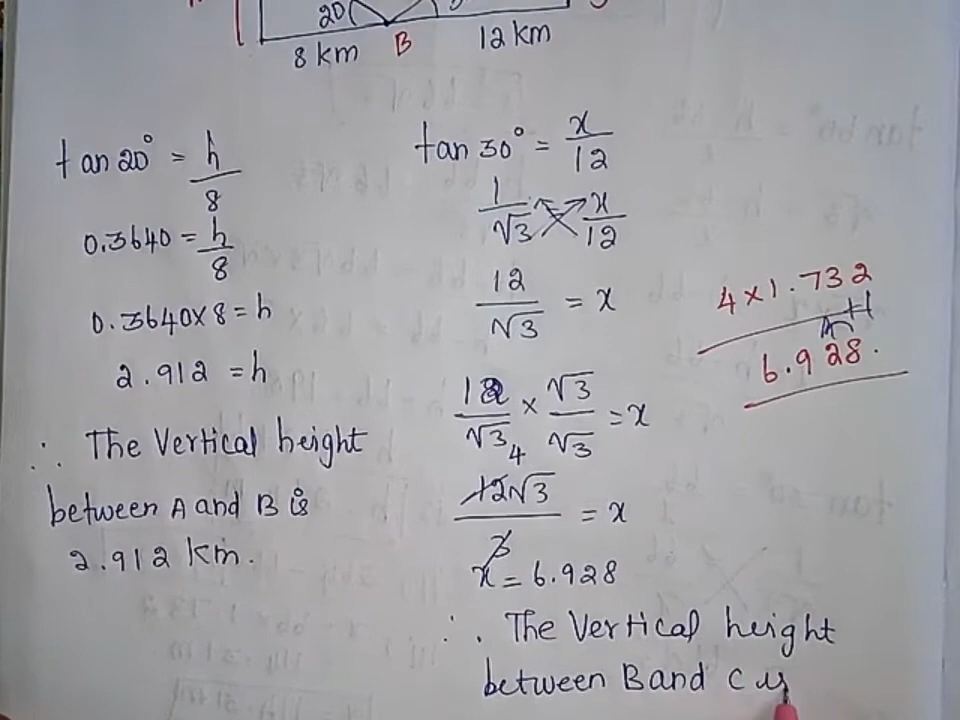 20
8 km B 12 km
tan 20° = h/8
0.3640 = h/8
0.3640 x 8 = h
2.912 = h
∴ The Vertical height
between A and B is
2.912 km.
tan 30° = x/12
1/√3 x/12
12/√3 = x
12/√3 x √3/√3 = x
4
12√3/3 = x
x = 6.928
∴ The Vertical height
between B and C is
4 x 1.732
6.928.